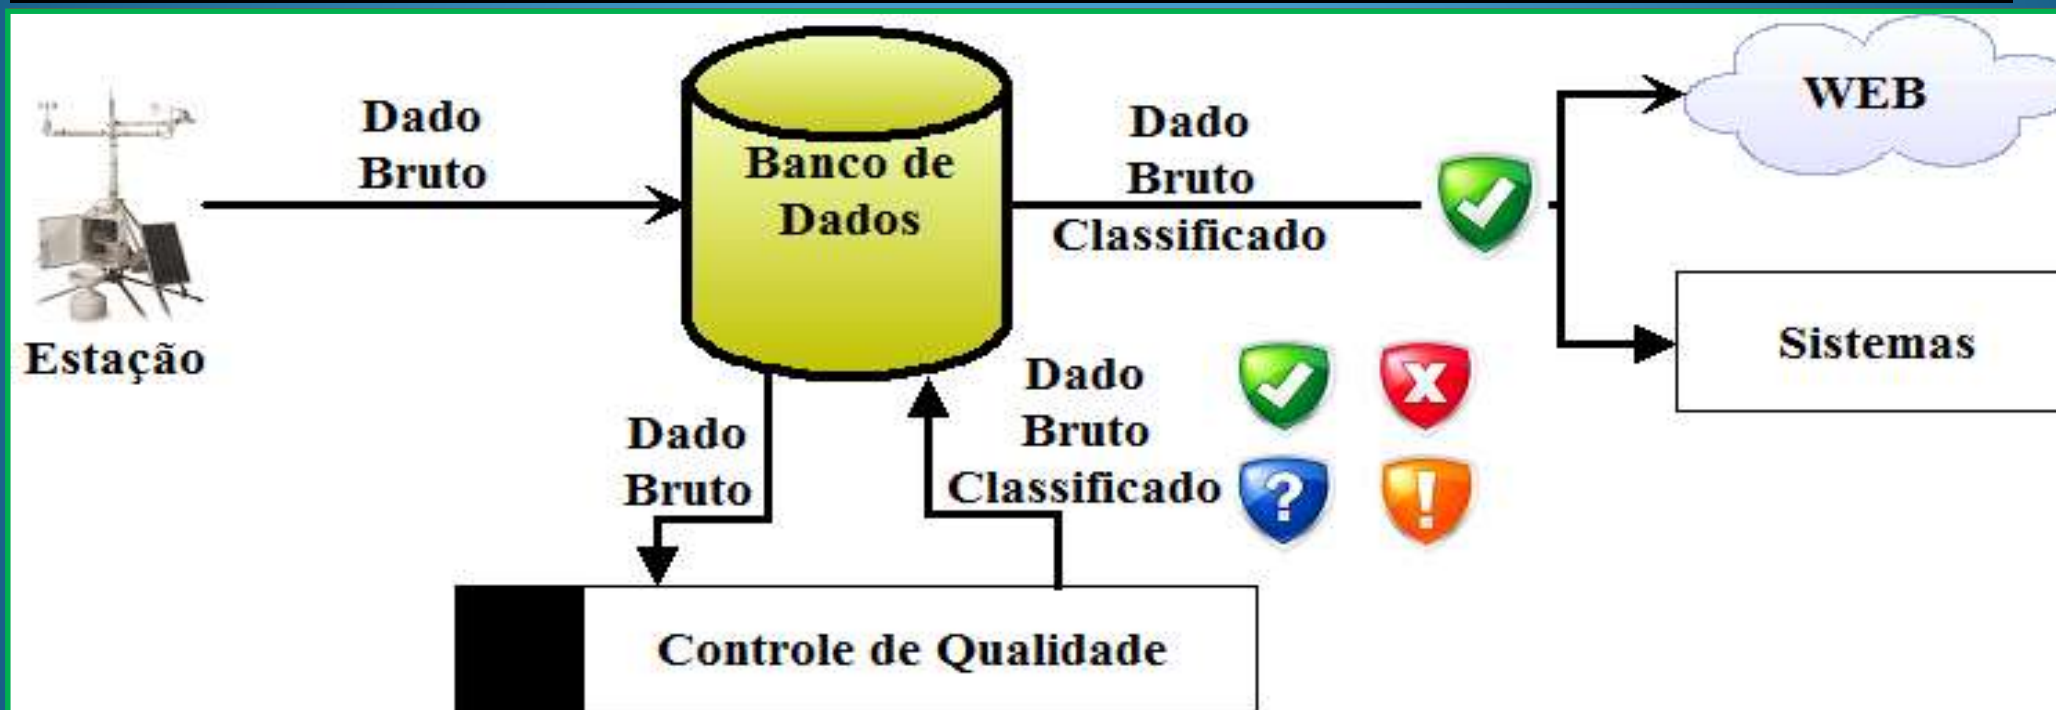 Dado
Bruto
Banco de
Dados
Dado
Bruto
Classificado
WEB
Sistemas
Estação
Dado
Bruto
Dado
Bruto
Classificado
Controle de Qualidade